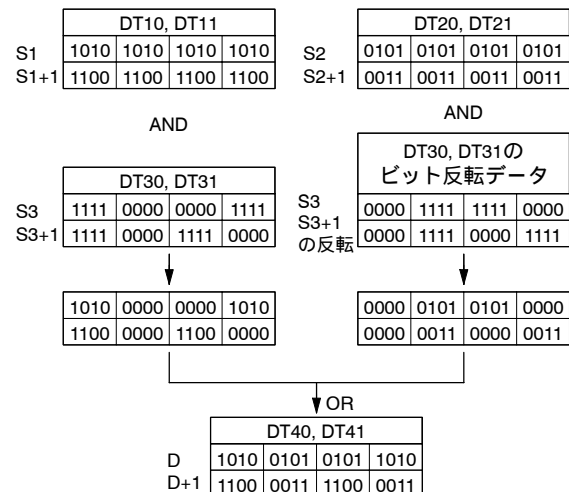 DT10, DT11
S1 1010 1010 1010 1010
S1+1 1100 1100 1100 1100
DT20, DT21
S2 0101 0101 0101 0101
S2+1 0011 0011 0011 0011
AND
AND
DT30, DT31
S3 1111 0000 0000 1111
S3+1 1111 0000 1111 0000
DT30, DT31の
ビット反転データ
S3 0000 1111 1111 0000
S3+1 0000 1111 0000 1111
の反転
1010 0000 0000 1010
1100 0000 1100 0000
0000 0101 0101 0000
0000 0011 0000 0011
OR
DT40, DT41
D 1010 0101 0101 1010
D+1 1100 0011 1100 0011